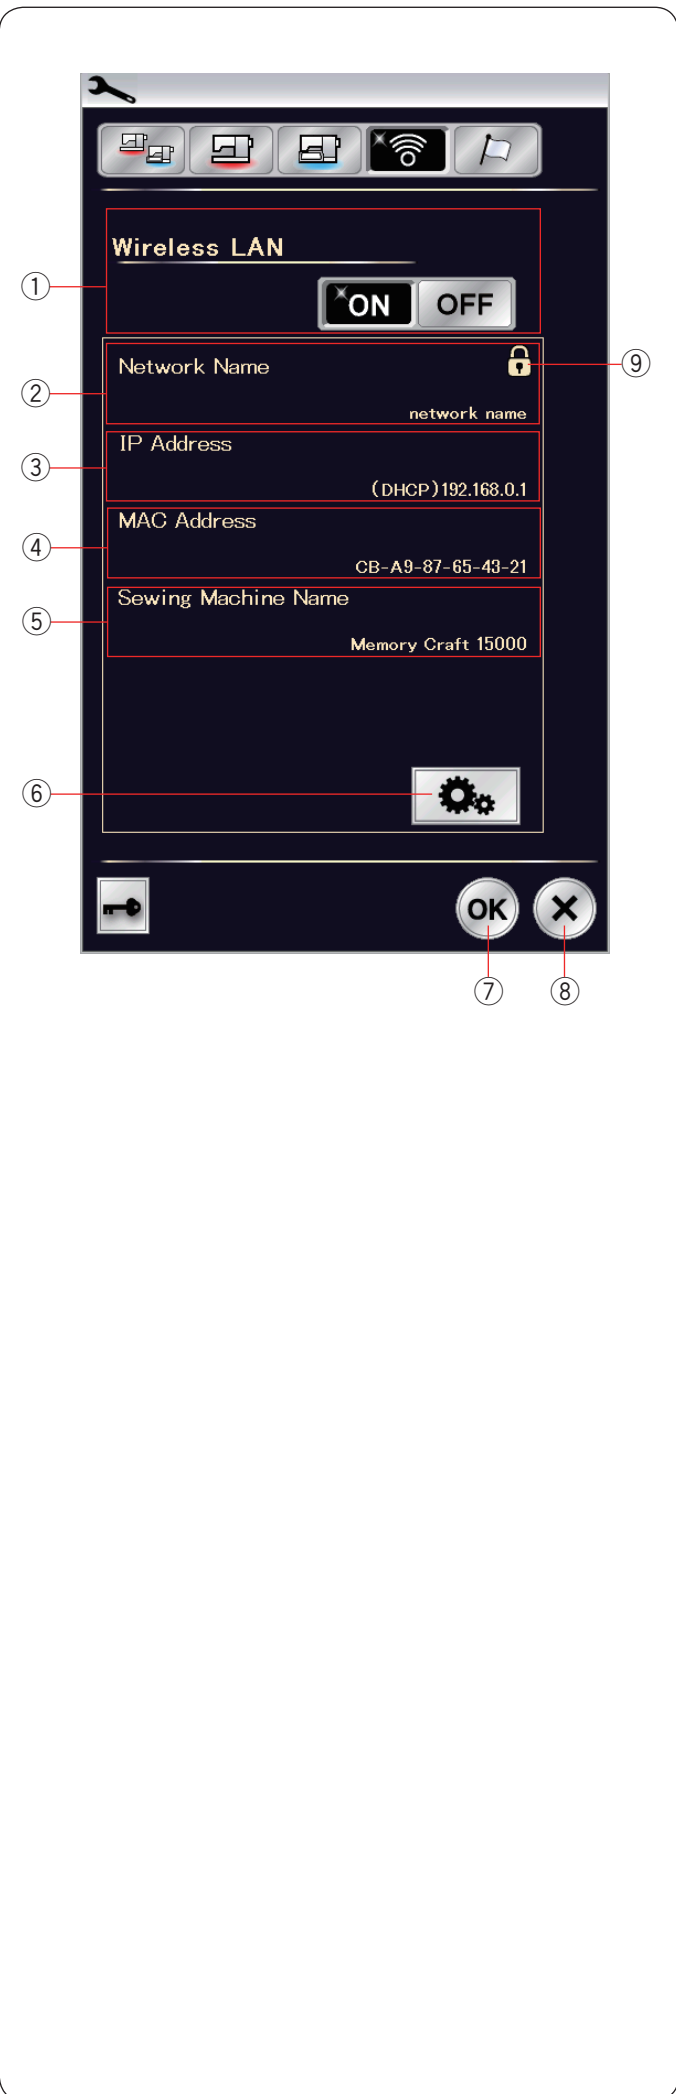 Wireless LAN
① ON OFF
Network Name ⑨
②
network name
IP Address
③
(DHCP)192.168.0.1
MAC Address
④
CB-A9-87-65-43-21
Sewing Machine Name
⑤
Memory Craft 15000
⑥
OK
⑦ ⑧